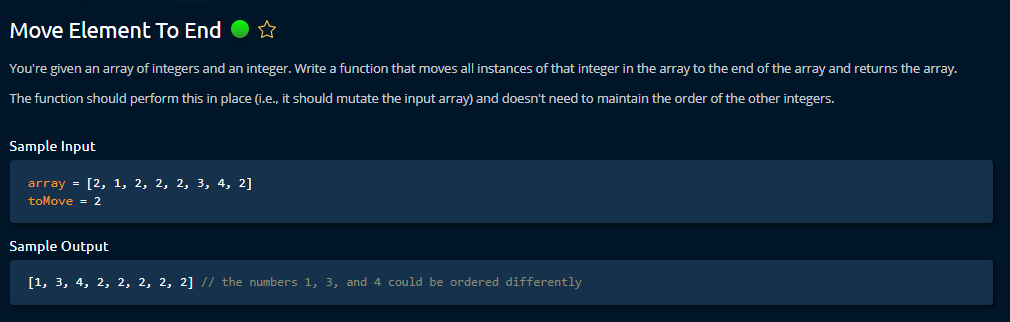 Move Element To End
You're given an array of integers and an integer. Write a function that moves all instances of that integer in the array to the end of the array and returns the array.
The function should perform this in place (i.e., it should mutate the input array) and doesn't need to maintain the order of the other integers.
Sample Input
array = [2, 1, 2, 2, 2, 3, 4, 2]
toMove = 2
Sample Output
[1, 3, 4, 2, 2, 2, 2, 2] // the numbers 1, 3, and 4 could be ordered differently